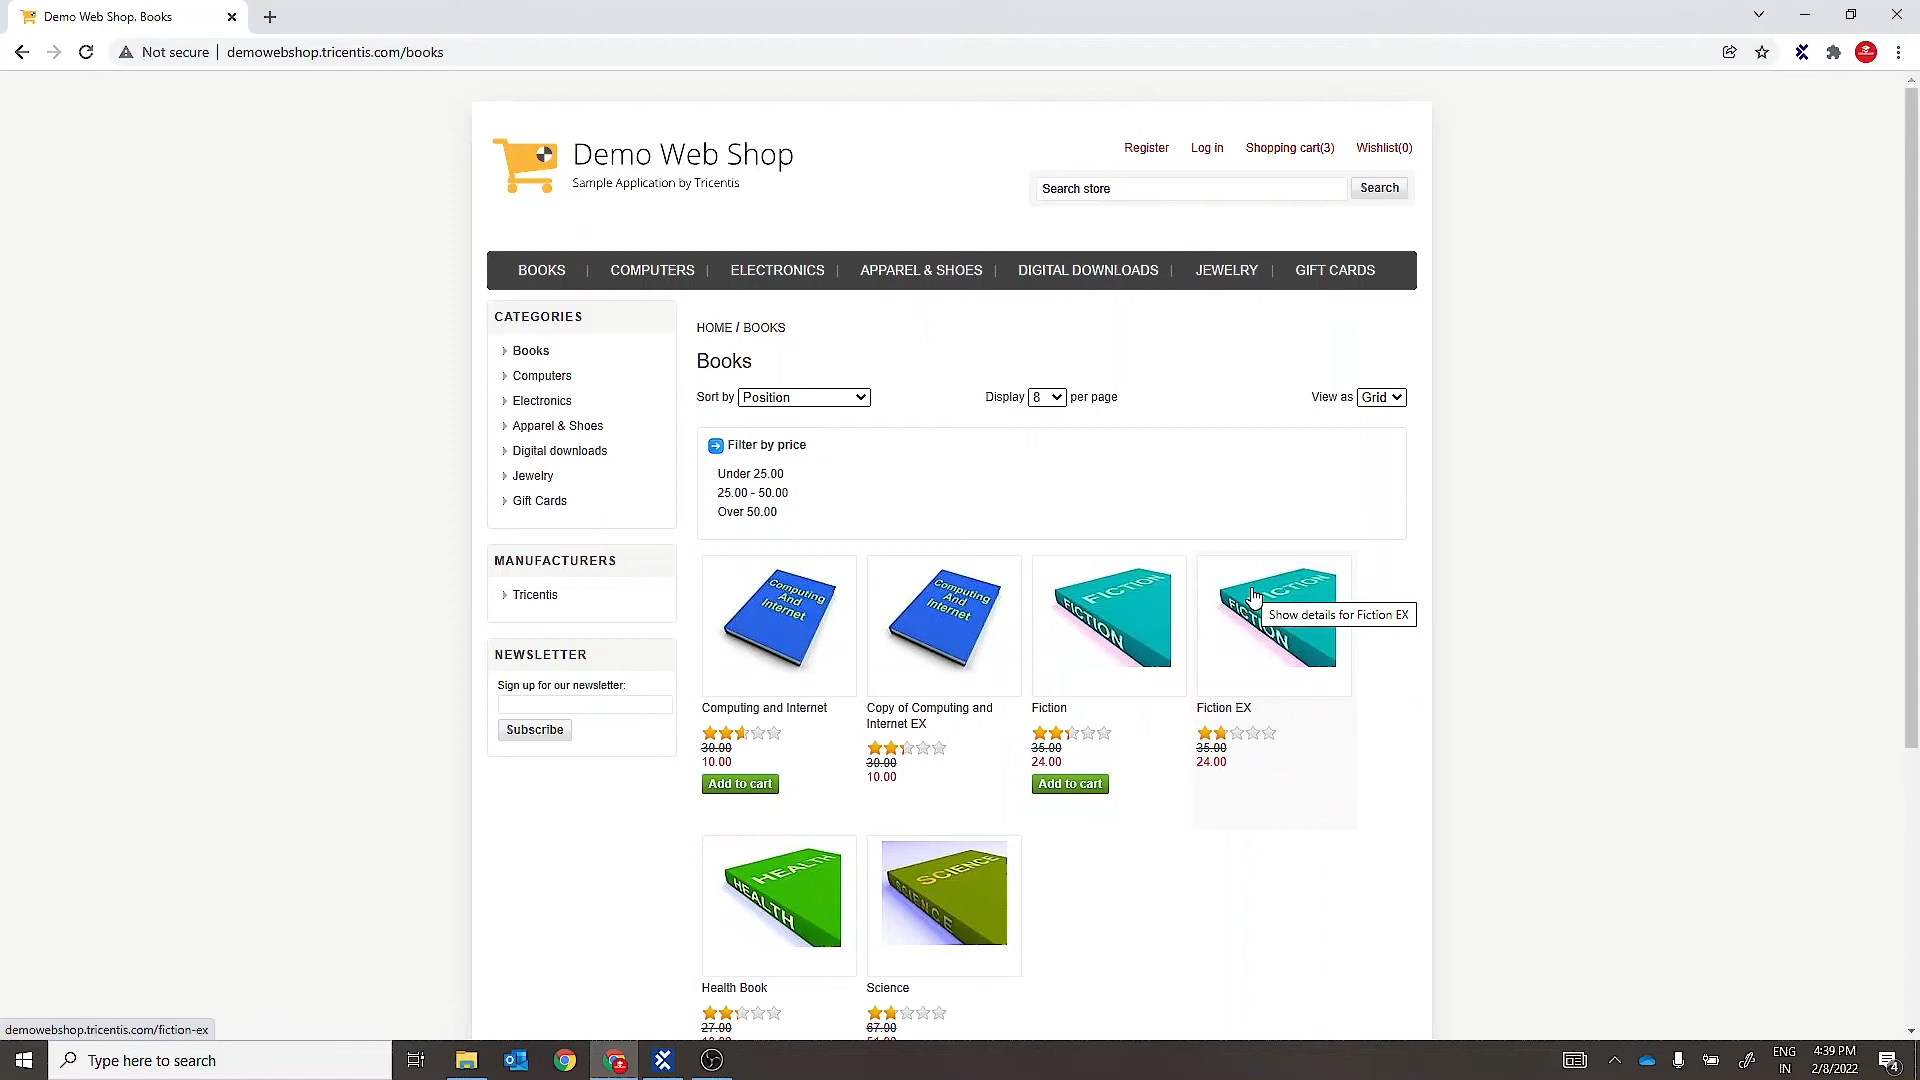 Demo Web Shop. Books
Not secure
demowebshop.tricentis.com/books
Demo Web Shop
Sample Application by Tricentis
Register Log in Shopping cart(3) Wishlist(0)
Search store Search
BOOKS | COMPUTERS | ELECTRONICS | APPAREL & SHOES | DIGITAL DOWNLOADS | JEWELRY | GIFT CARDS
CATEGORIES
Books
Computers
Electronics
Apparel & Shoes
Digital downloads
Jewelry
Gift Cards
MANUFACTURERS
Tricentis
NEWSLETTER
Sign up for our newsletter:
Subscribe
HOME / BOOKS
Books
Sort by Position Display 8 per page View as Grid
Filter by price
Under 25.00
25.00 - 50.00
Over 50.00
Computing And Internet
Computing And Internet
FICTION
FICTION
FICTION
Show details for Fiction EX
Computing and Internet
30.00
10.00
Add to cart
Copy of Computing and
Internet EX
30.00
10.00
Fiction
35.00
24.00
Add to cart
Fiction EX
35.00
24.00
HEALTH
HEALTH
SCIENCE
SCIENCE
Health Book
27.00
Science
67.00
demowebshop.tricentis.com/fiction-ex
Type here to search
ENG
IN
4:39 PM
2/8/2022
4